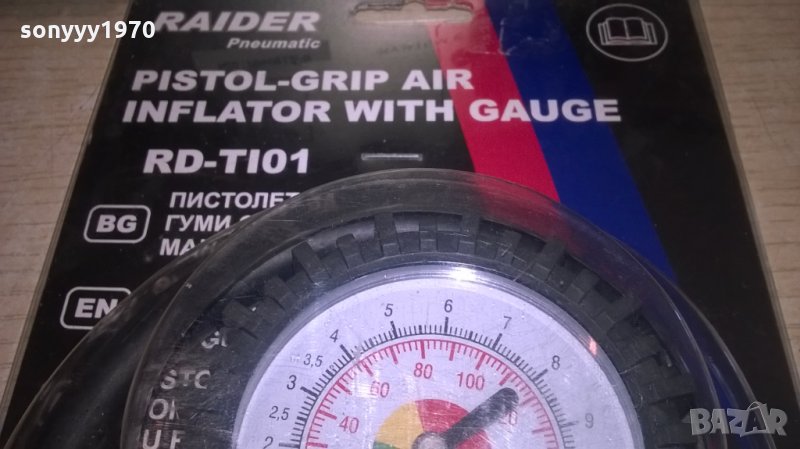 sonyyy1970
RAIDER
Pneumatic
PISTOL-GRIP AIR
INFLATOR WITH GAUGE
RD-TI01
BG
ПИСТОЛЕТ
ГУМИ
EN
2
2,5
3
3,5
4
5
6
7
8
9
40
60
80
100
BAZAR